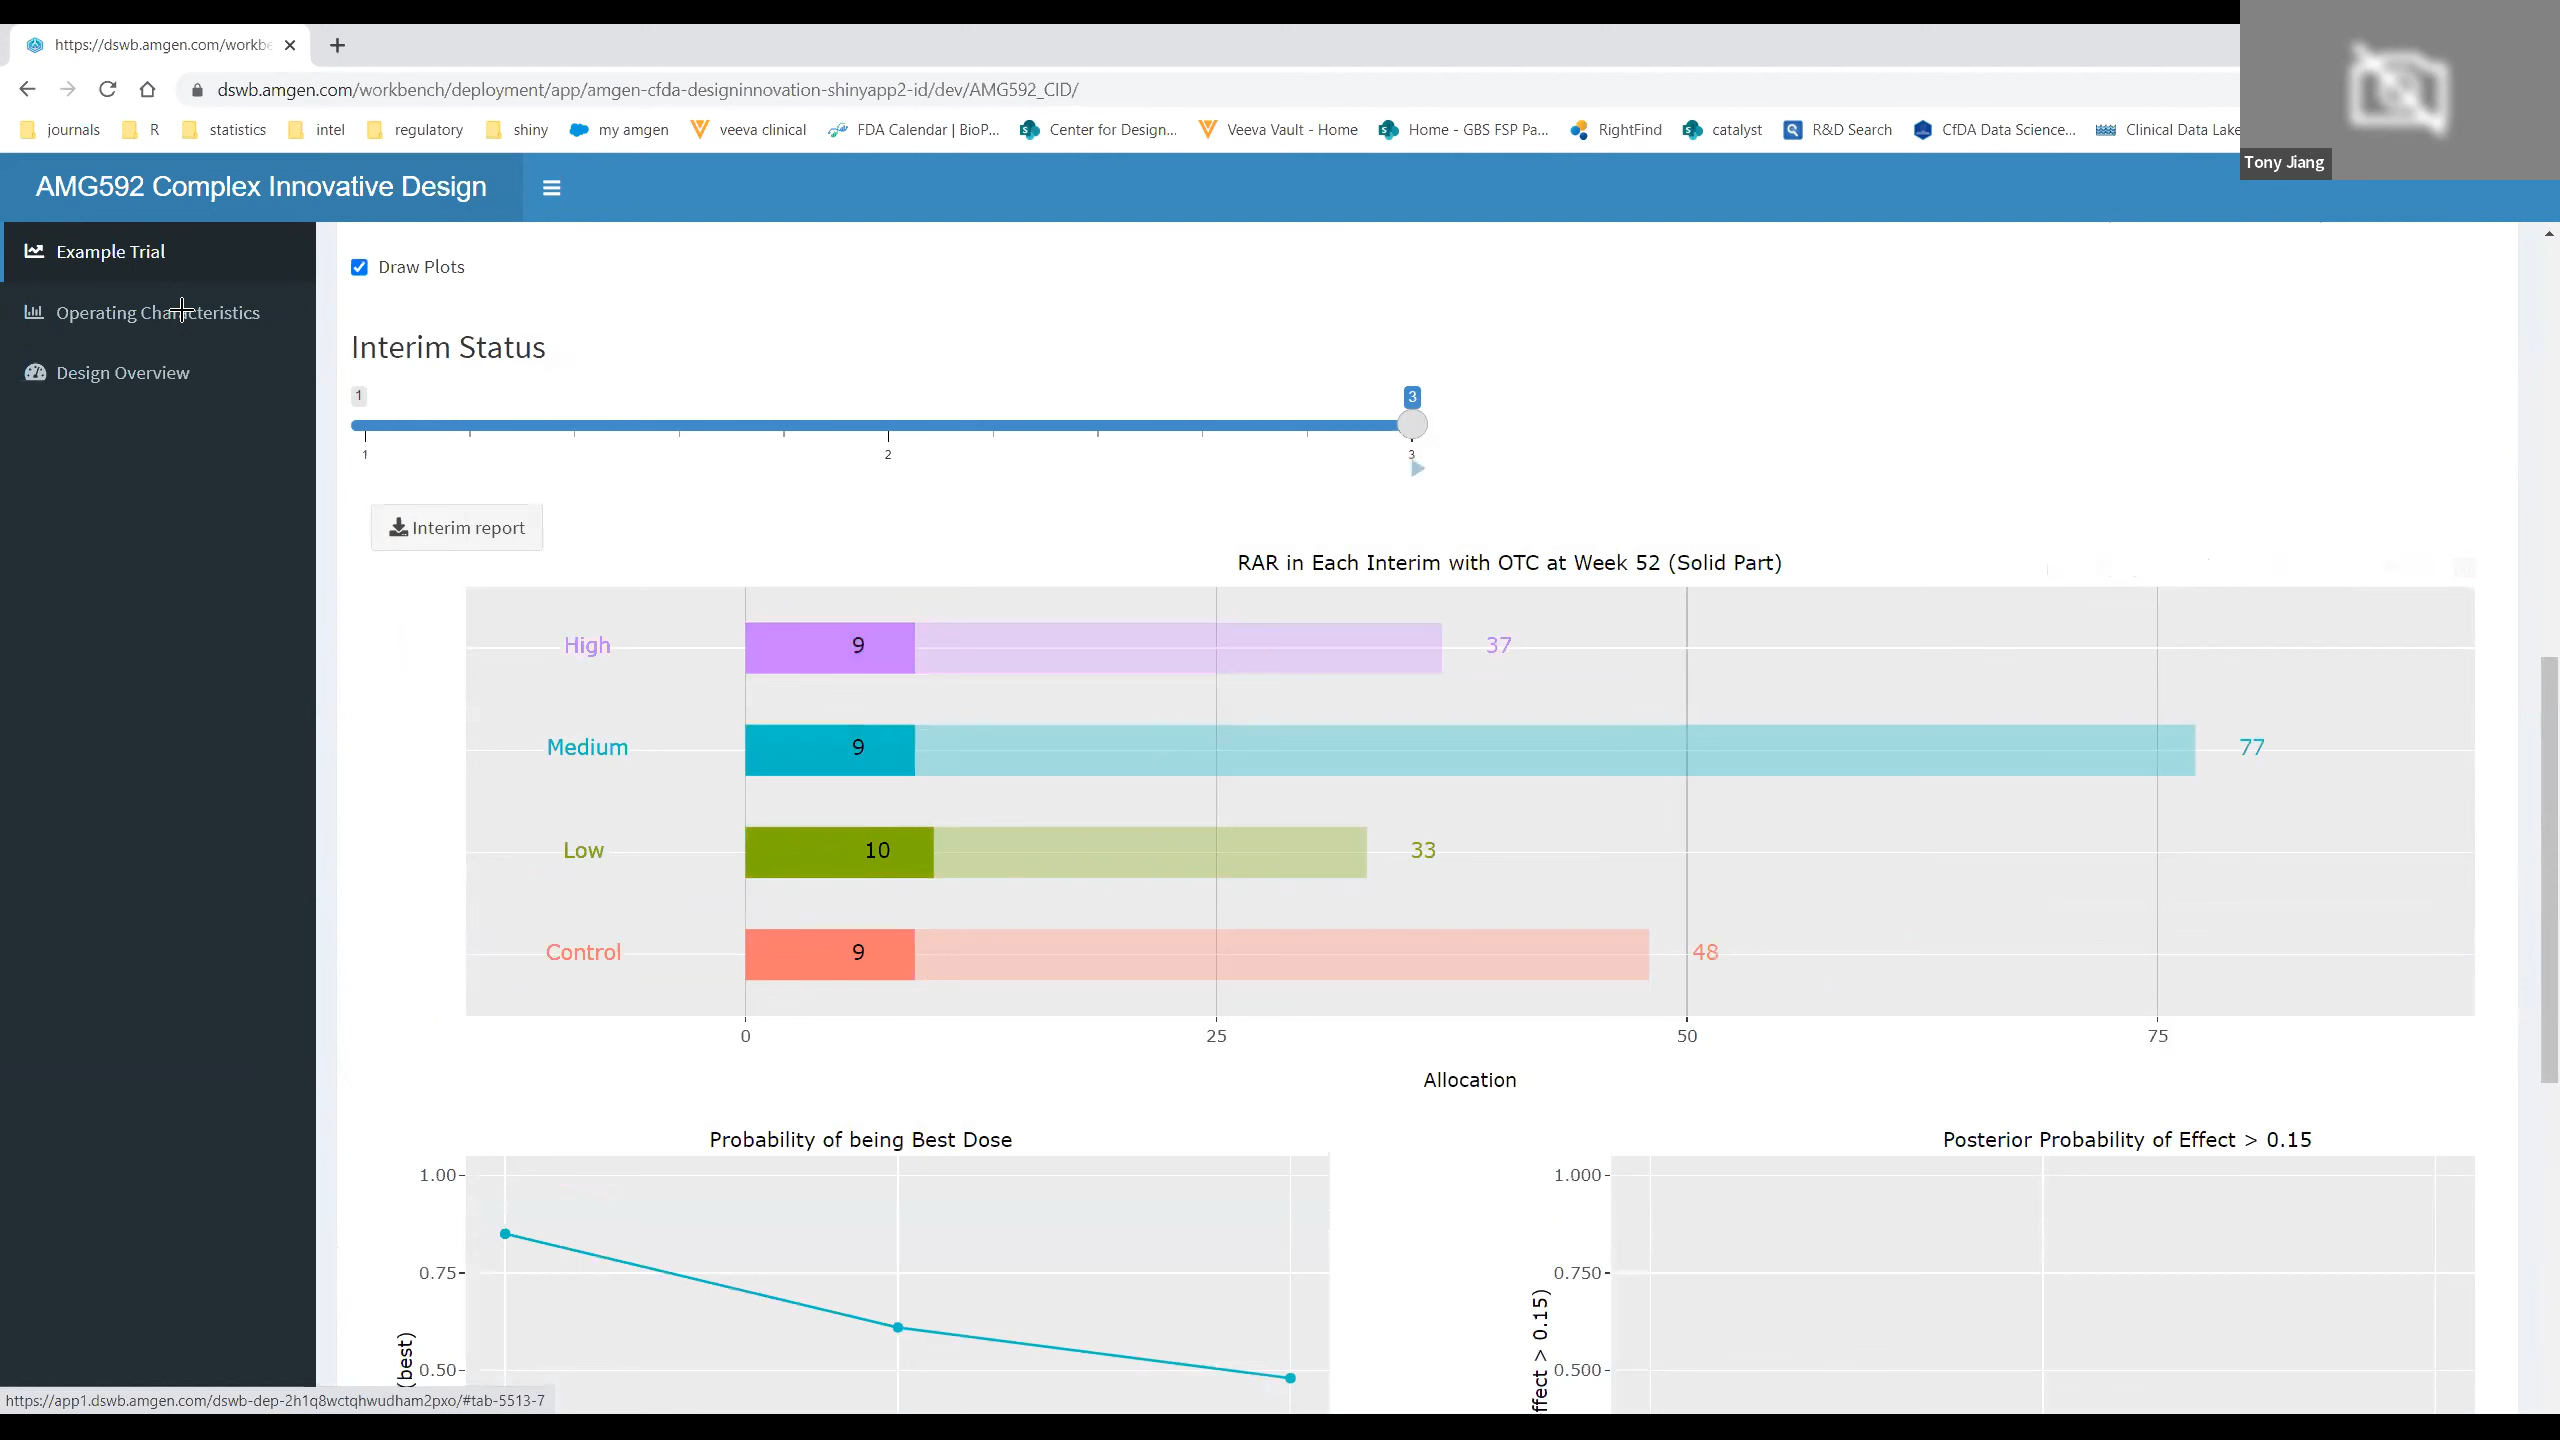 https://dswb.amgen.com/workbe
dswb.amgen.com/workbench/deployment/app/amgen-cfda-designinnovation-shinyapp2-id/dev/AMG592_CID/
journals R statistics intel regulatory shiny my amgen veeva clinical FDA Calendar | BioP... Center for Design... Veeva Vault - Home Home - GBS FSP Pa... RightFind catalyst R&D Search CfDA Data Science... Clinical Data Lake
Tony Jiang
AMG592 Complex Innovative Design
Example Trial
Operating Characteristics
Design Overview
Draw Plots
Interim Status
1 3
1 2 3
Interim report
RAR in Each Interim with OTC at Week 52 (Solid Part)
High 9 37
Medium 9 77
Low 10 33
Control 9 48
0 25 50 75
Allocation
Probability of being Best Dose
1.00
0.75
0.50
(best)
Posterior Probability of Effect > 0.15
1.000
0.750
0.500
ffect > 0.15)
https://app1.dswb.amgen.com/dswb-dep-2h1q8wctqhwudham2pxo/#tab-5513-7